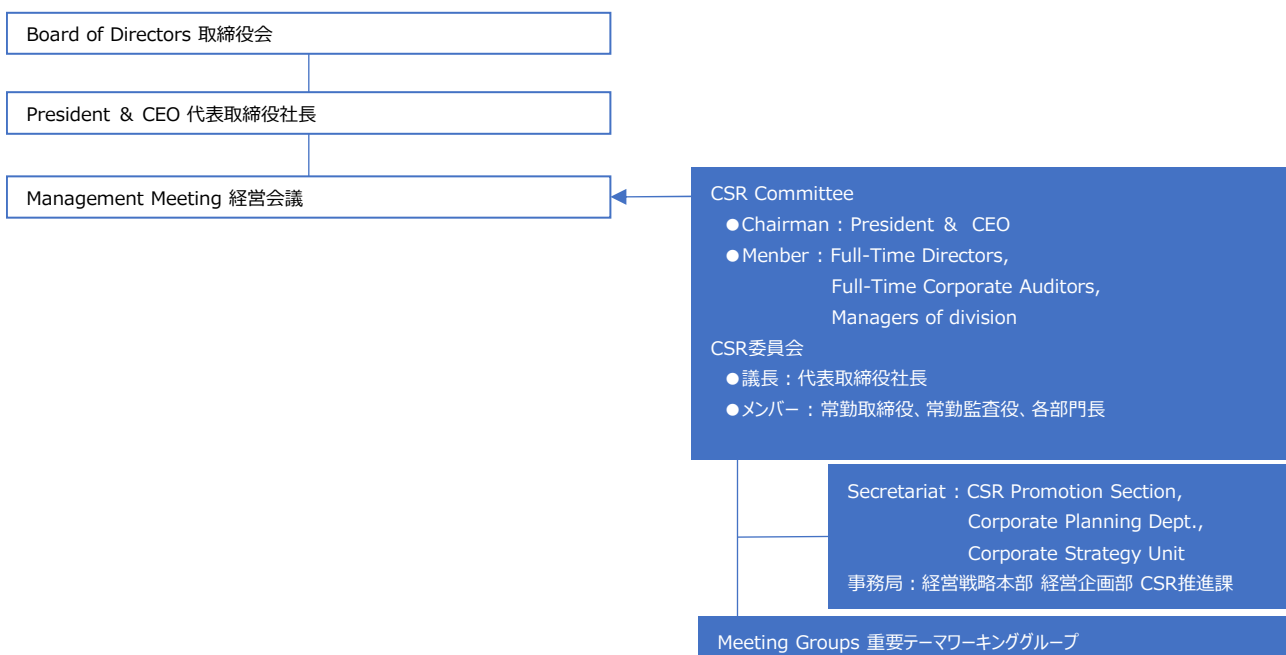 Board of Directors 取締役会
President ＆ CEO 代表取締役社長
Management Meeting 経営会議
CSR Committee
●Chairman : President ＆ CEO
●Menber : Full-Time Directors,
Full-Time Corporate Auditors,
Managers of division
CSR委員会
●議長：代表取締役社長
●メンバー：常勤取締役、常勤監査役、各部門長
Secretariat : CSR Promotion Section,
Corporate Planning Dept.,
Corporate Strategy Unit
事務局：経営戦略本部 経営企画部 CSR推進課
Meeting Groups 重要テーマワーキンググループ